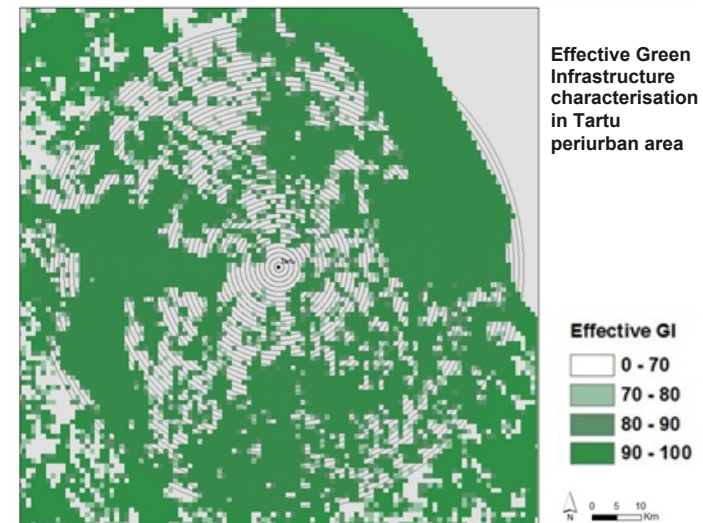 Effective Green
Infrastructure
characterisation
in Tartu
periurban area
Tartu
Effective GI
0 - 70
70 - 80
80 - 90
90 - 100
N
0 5 10
Km